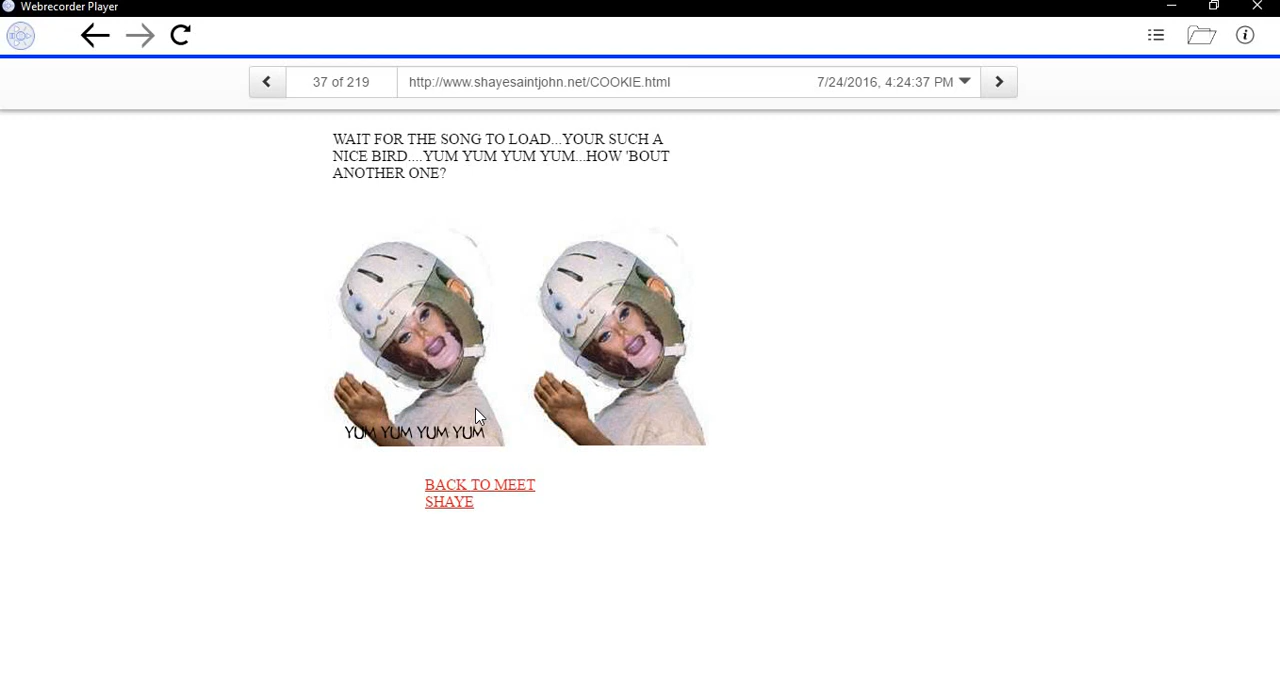 Webrecorder Player
37 of 219
http://www.shayesaintjohn.net/COOKIE.html
7/24/2016, 4:24:37 PM
WAIT FOR THE SONG TO LOAD...YOUR SUCH A
NICE BIRD....YUM YUM YUM YUM...HOW 'BOUT
ANOTHER ONE?
YUM YUM YUM YUM
BACK TO MEET
SHAYE